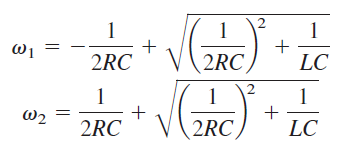 ω₁ = −1/(2RC) + √((1/(2RC))² + 1/(LC))
ω₂ = 1/(2RC) + √((1/(2RC))² + 1/(LC))